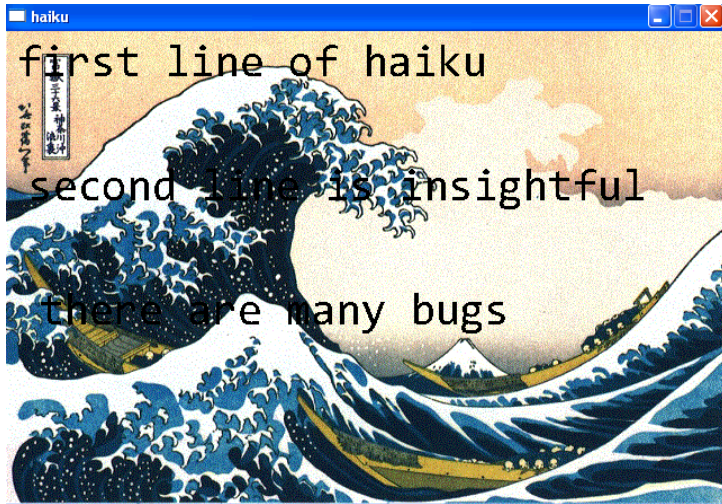 haiku
first line of haiku
second line is insightful
there are many bugs